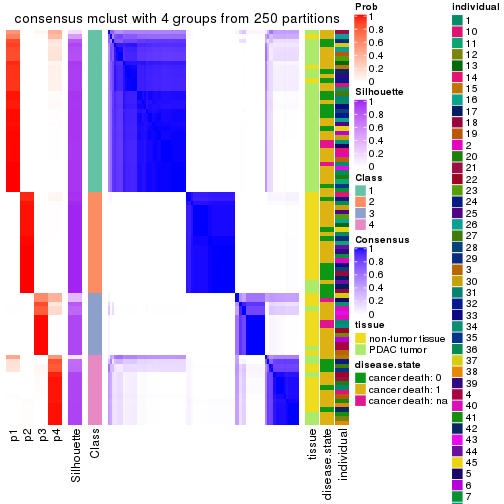 consensus mclust with 4 groups from 250 partitions
p1
p2
p3
p4
Silhouette
Class
tissue
disease.state
individual
Prob
1
0.8
0.6
0.4
0.2
0
Silhouette
1
0.8
0.6
0.4
0.2
0
Class
1
2
3
4
Consensus
1
0.8
0.6
0.4
0.2
0
tissue
non-tumor tissue
PDAC tumor
disease.state
cancer death: 0
cancer death: 1
cancer death: na
individual
1
10
11
12
13
14
15
16
17
18
19
2
20
21
22
23
24
25
26
27
28
29
3
30
31
32
33
34
35
36
37
38
39
4
40
41
42
43
44
45
5
6
7